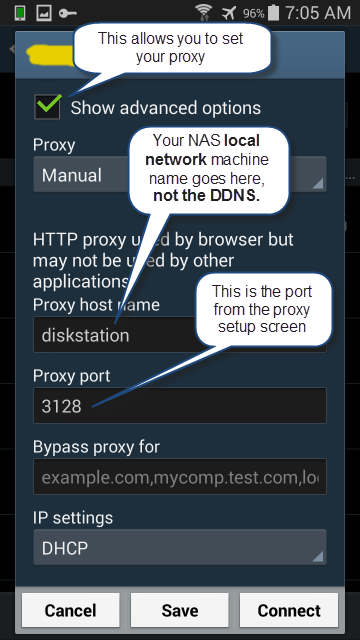 96% 7:05 AM
This allows you to set
your proxy
Show advanced options
Proxy
Manual
Your NAS local
network machine
name goes here,
not the DDNS.
HTTP proxy used by browser but
may not be used by other
applications
Proxy host name
diskstation
This is the port
from the proxy
setup screen
Proxy port
3128
Bypass proxy for
example.com,mycomp.test.com,lo
IP settings
DHCP
Cancel
Save
Connect